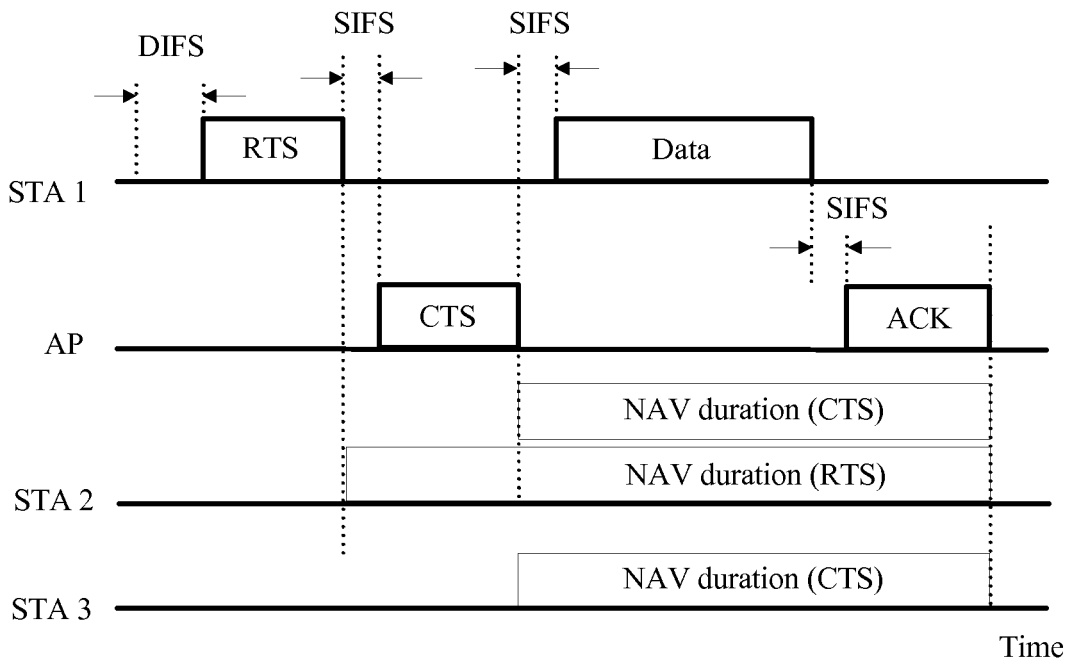 SIFS
SIFS
DIFS
RTS
Data
STA 1
SIFS
CTS
ACK
AP
NAV duration (CTS)
NAV duration (RTS)
STA 2
NAV duration (CTS)
STA 3
Time